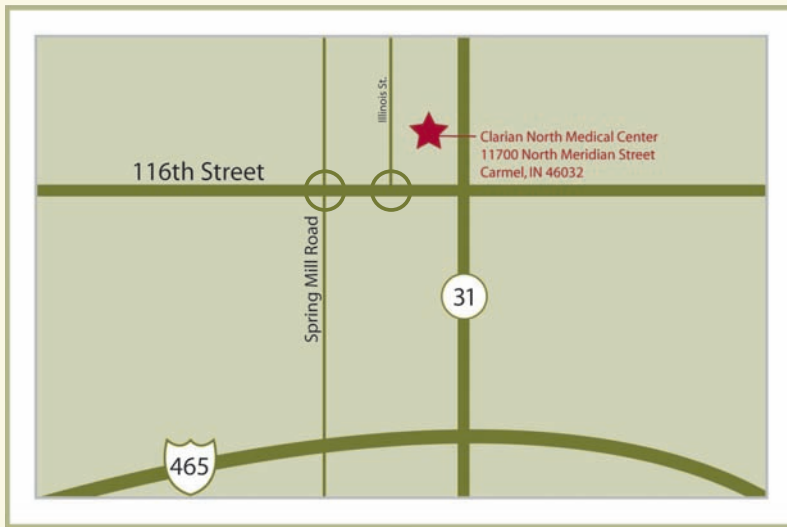 Illinois St.
Clarian North Medical Center
11700 North Meridian Street
Carmel, IN 46032
116th Street
Spring Mill Road
31
465